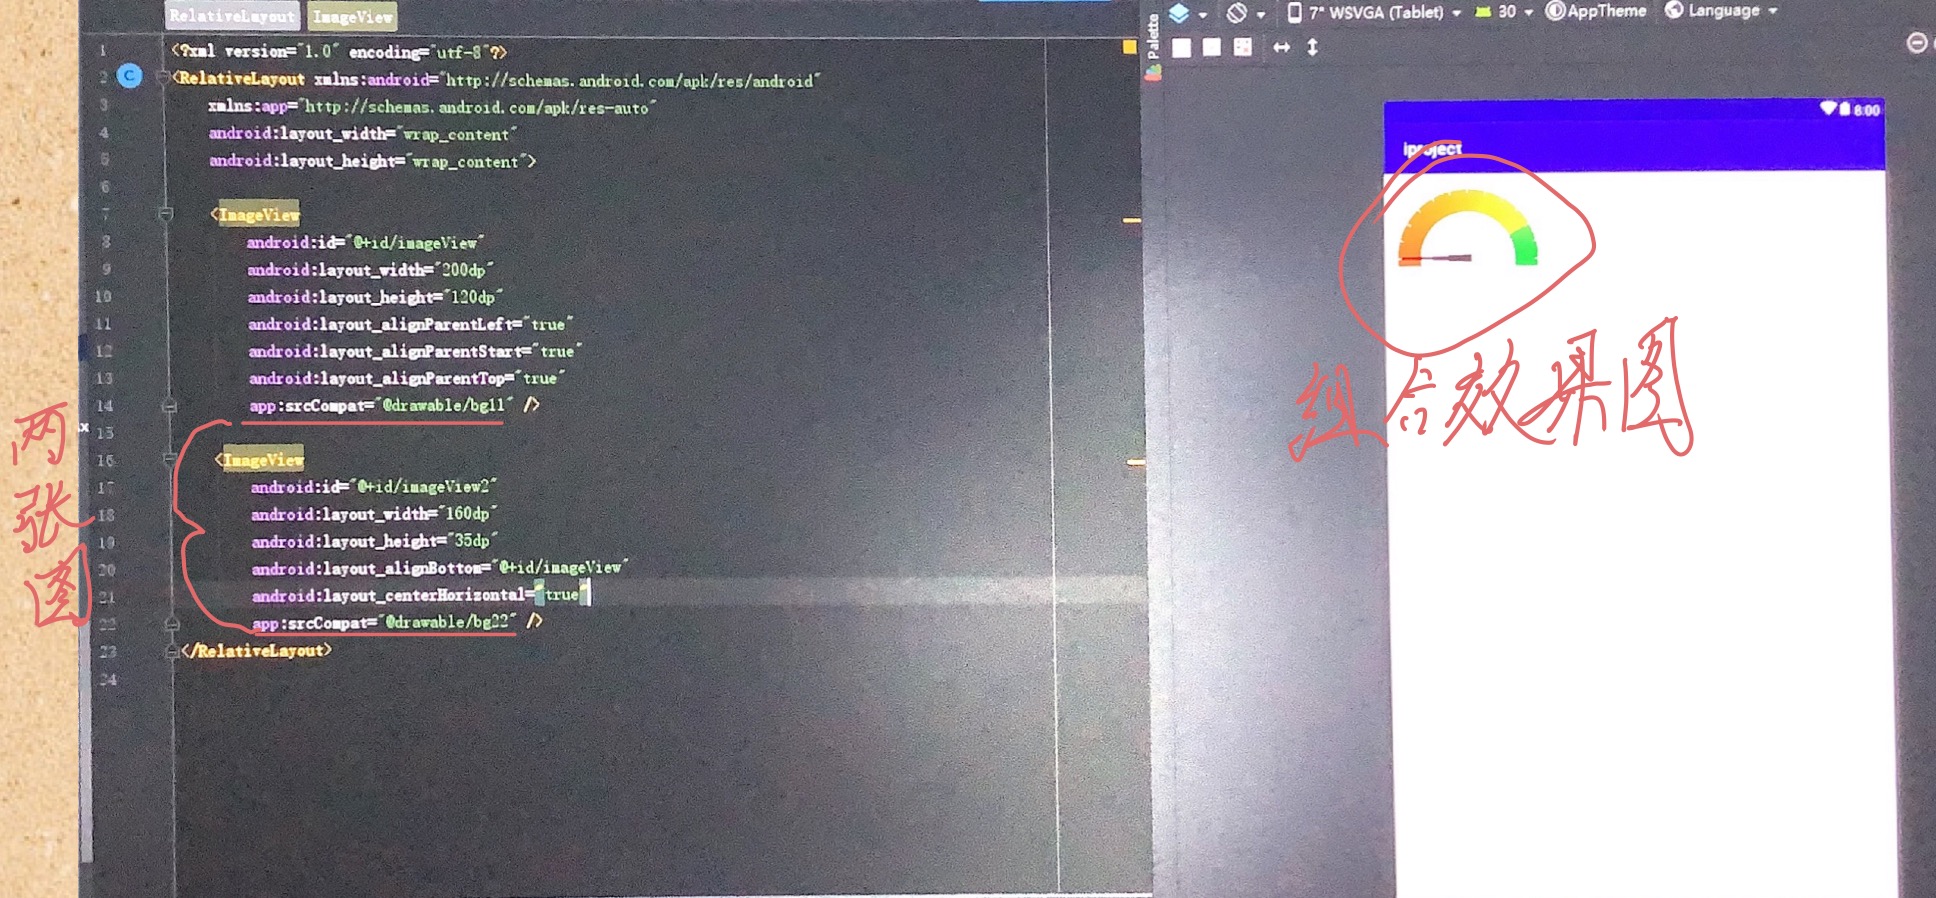 RelativeLayout ImageView
1 <?xml version="1.0" encoding="utf-8"?>
2 <RelativeLayout xmlns:android="http://schemas.android.com/apk/res/android"
3 xmlns:app="http://schemas.android.com/apk/res-auto"
4 android:layout_width="wrap_content"
5 android:layout_height="wrap_content">
6
7 <ImageView
8 android:id="@+id/imageView"
9 android:layout_width="200dp"
10 android:layout_height="120dp"
11 android:layout_alignParentLeft="true"
12 android:layout_alignParentStart="true"
13 android:layout_alignParentTop="true"
14 app:srcCompat="@drawable/bg11" />
15
16 <ImageView
17 android:id="@+id/imageView2"
18 android:layout_width="160dp"
19 android:layout_height="35dp"
20 android:layout_alignBottom="@+id/imageView"
21 android:layout_centerHorizontal="true"
22 app:srcCompat="@drawable/bg22" />
23 </RelativeLayout>
24
两张图
Palette
7" WSVGA (Tablet) 30 AppTheme Language
8:00
iproject
组合效果图